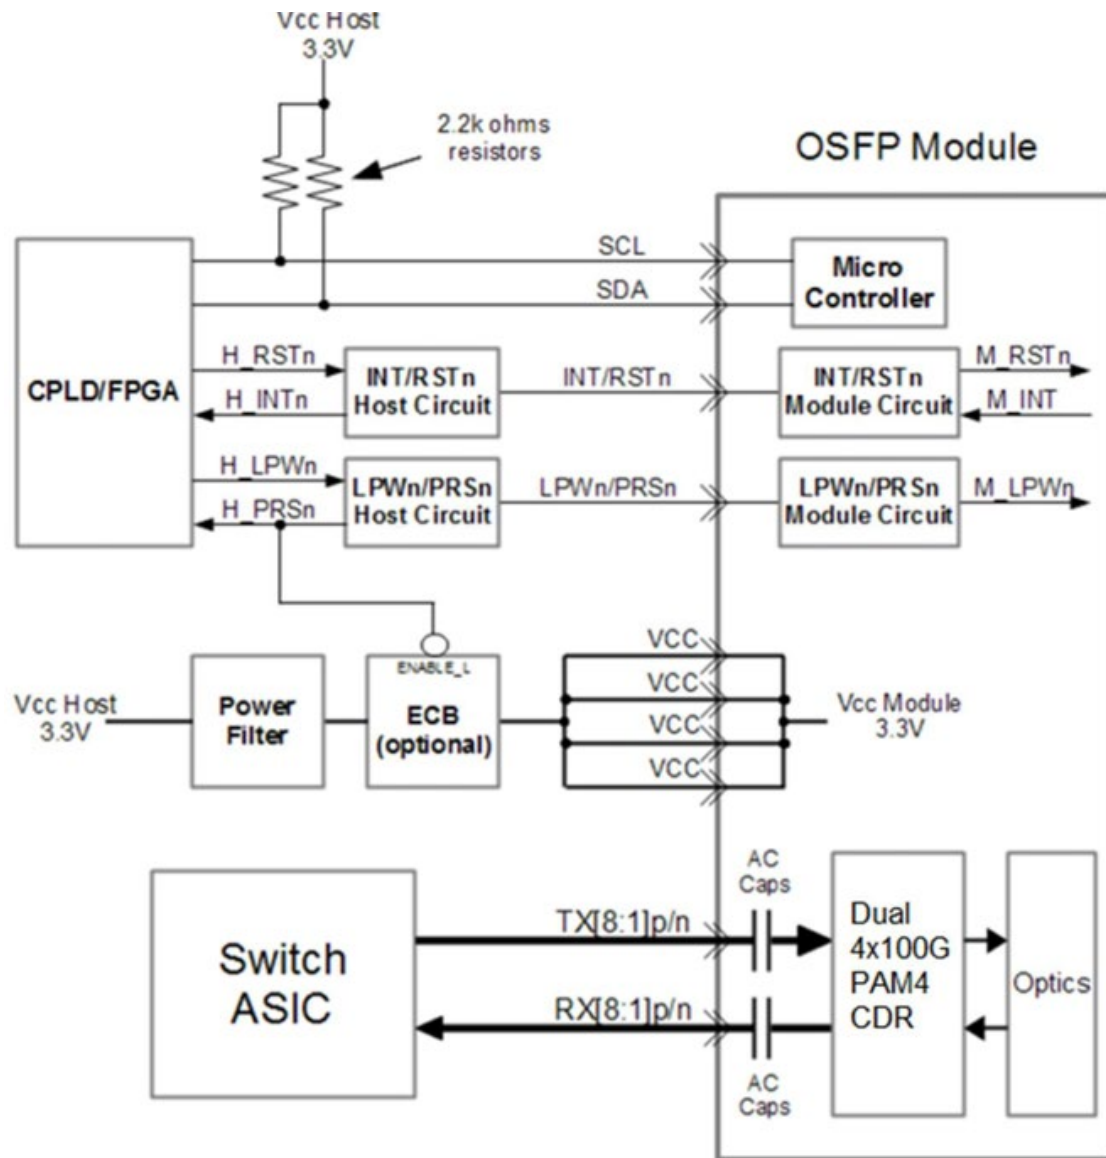 Vcc Host
3.3V
2.2k ohms
resistors
OSFP Module
SCL
SDA
Micro
Controller
CPLD/FPGA
H_RSTn
H_INTn
INT/RSTn
Host Circuit
INT/RSTn
INT/RSTn
Module Circuit
M_RSTn
M_INT
H_LPWn
H_PRSn
LPWn/PRSn
Host Circuit
LPWn/PRSn
LPWn/PRSn
Module Circuit
M_LPWn
Vcc Host
3.3V
Power
Filter
ENABLE_L
ECB
(optional)
VCC
VCC
VCC
VCC
Vcc Module
3.3V
Switch
ASIC
TX[8:1]p/n
RX[8:1]p/n
AC
Caps
AC
Caps
Dual
4x100G
PAM4
CDR
Optics